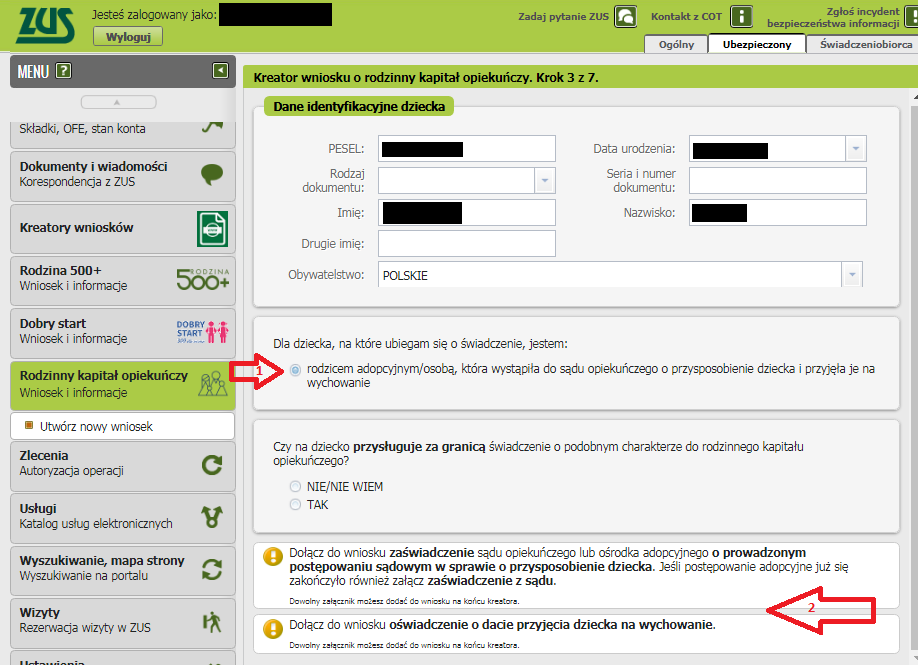 ZUS
Jesteś zalogowany jako:
Wyloguj
Zadaj pytanie ZUS
Kontakt z COT
Zgłoś incydent
bezpieczeństwa informacji
Ogólny
Ubezpieczony
Świadczeniobiorca
MENU ?
Składki, OFE, stan konta
Dokumenty i wiadomości
Korespondencja z ZUS
Kreatory wniosków
Rodzina 500+
Wniosek i informacje
RODZINA
500+
Dobry start
Wniosek i informacje
DOBRY
START
Rodzinny kapitał opiekuńczy
Wniosek i informacje
Utwórz nowy wniosek
Zlecenia
Autoryzacja operacji
Usługi
Katalog usług elektronicznych
Wyszukiwanie, mapa strony
Wyszukiwanie na portalu
Wizyty
Rezerwacja wizyty w ZUS
Ustawienia
Kreator wniosku o rodzinny kapitał opiekuńczy. Krok 3 z 7.
Dane identyfikacyjne dziecka
PESEL:
Data urodzenia:
Rodzaj
dokumentu:
Seria i numer
dokumentu:
Imię:
Nazwisko:
Drugie imię:
Obywatelstwo:
POLSKIE
Dla dziecka, na które ubiegam się o świadczenie, jestem:
1
rodzicem adopcyjnym/osobą, która wystąpiła do sądu opiekuńczego o przysposobienie dziecka i przyjęła je na
wychowanie
Czy na dziecko przysługuje za granicą świadczenie o podobnym charakterze do rodzinnego kapitału
opiekuńczego?
NIE/NIE WIEM
TAK
Dołącz do wniosku zaświadczenie sądu opiekuńczego lub ośrodka adopcyjnego o prowadzonym
postępowaniu sądowym w sprawie o przysposobienie dziecka. Jeśli postępowanie adopcyjne już się
zakończyło również załącz zaświadczenie z sądu.
Dowolny załącznik możesz dodać do wniosku na końcu kreatora.
2
Dołącz do wniosku oświadczenie o dacie przyjęcia dziecka na wychowanie.
Dowolny załącznik możesz dodać do wniosku na końcu kreatora.